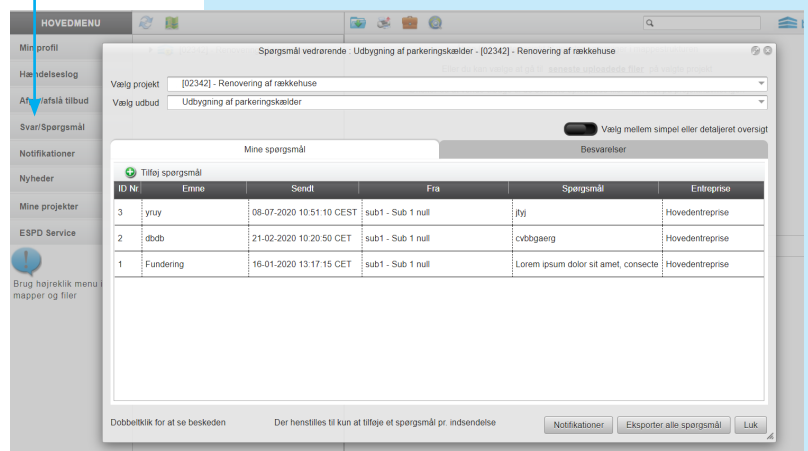 HOVEDMENU
Min profil
Hændelseslog
Afgiv/afslå tilbud
Svar/Spørgsmål
Notifikationer
Nyheder
Mine projekter
ESPD Service
Brug højreklik menu i
mapper og filer
Spørgsmål vedrørende : Udbygning af parkeringskælder - [02342] - Renovering af rækkehuse
Vælg projekt [02342] - Renovering af rækkehuse
Vælg udbud Udbygning af parkeringskælder
Vælg mellem simpel eller detaljeret oversigt
Mine spørgsmål Besvarelser
Tilføj spørgsmål
ID Nr Emne Sendt Fra Spørgsmål Entreprise
3 yruy 08-07-2020 10:51:10 CEST sub1 - Sub 1 null jtyj Hovedentreprise
2 dbdb 21-02-2020 10:20:50 CET sub1 - Sub 1 null cvbbgaerg Hovedentreprise
1 Fundering 16-01-2020 13:17:15 CET sub1 - Sub 1 null Lorem ipsum dolor sit amet, consecte Hovedentreprise
Dobbeltklik for at se beskeden Der henstilles til kun at tilføje et spørgsmål pr. indsendelse Notifikationer Eksporter alle spørgsmål Luk